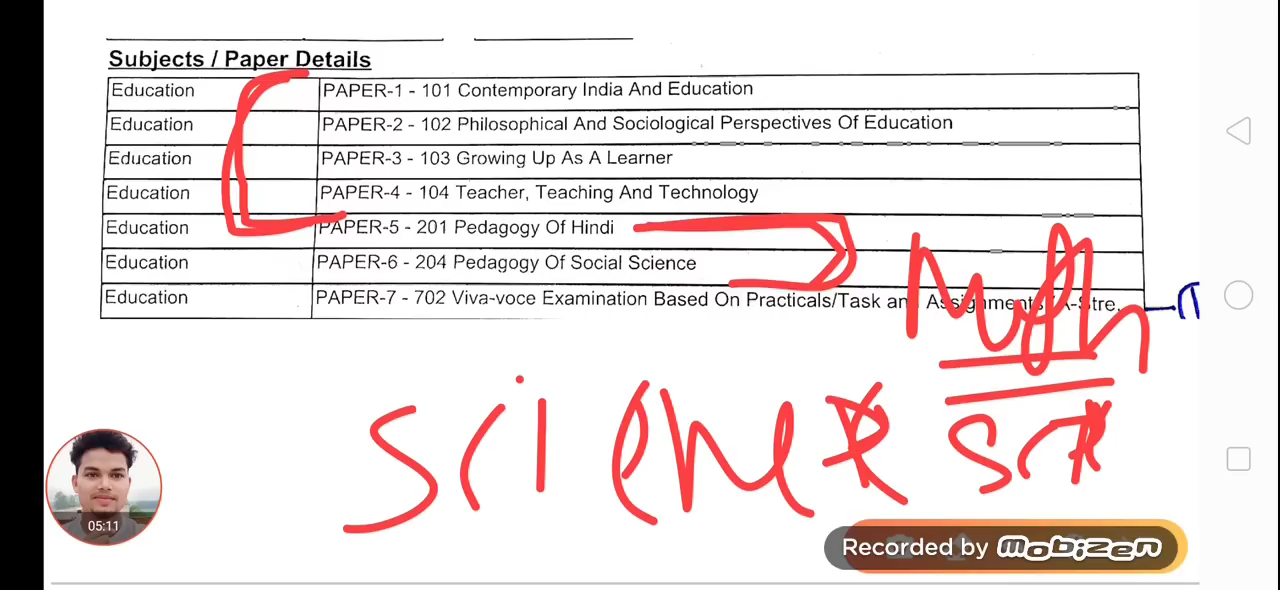 Subjects / Paper Details
Education PAPER-1 - 101 Contemporary India And Education
Education PAPER-2 - 102 Philosophical And Sociological Perspectives Of Education
Education PAPER-3 - 103 Growing Up As A Learner
Education PAPER-4 - 104 Teacher, Teaching And Technology
Education PAPER-5 - 201 Pedagogy Of Hindi
Education PAPER-6 - 204 Pedagogy Of Social Science
Education PAPER-7 - 702 Viva-voce Examination Based On Practicals/Task and Assignments (A-Stre,
Math
Science
05:11
Recorded by mobizen